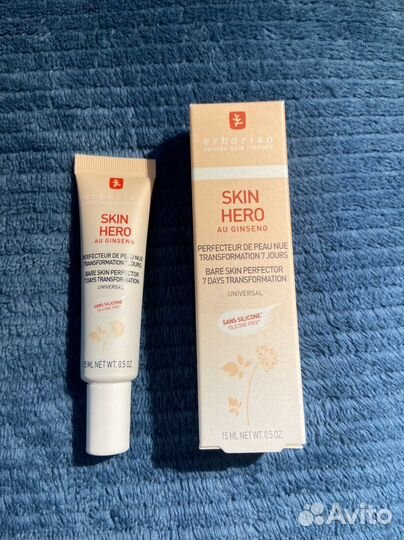 erborian
SKIN
HERO
AU GINSENG
PERFECTEUR DE PEAU NUE
TRANSFORMATION 7 JOURS
BARE SKIN PERFECTOR
7 DAYS TRANSFORMATION
UNIVERSAL
SANS SILICONE*
SILICONE FREE*
15 ML NET WT. 0.5 OZ.
erborian
KOREAN SKIN THERAPY
SKIN
HERO
AU GINSENG
PERFECTEUR DE PEAU NUE
TRANSFORMATION 7 JOURS
BARE SKIN PERFECTOR
7 DAYS TRANSFORMATION
UNIVERSAL
SANS SILICONE*
SILICONE FREE*
15 ML NET WT. 0.5 OZ.
Avito